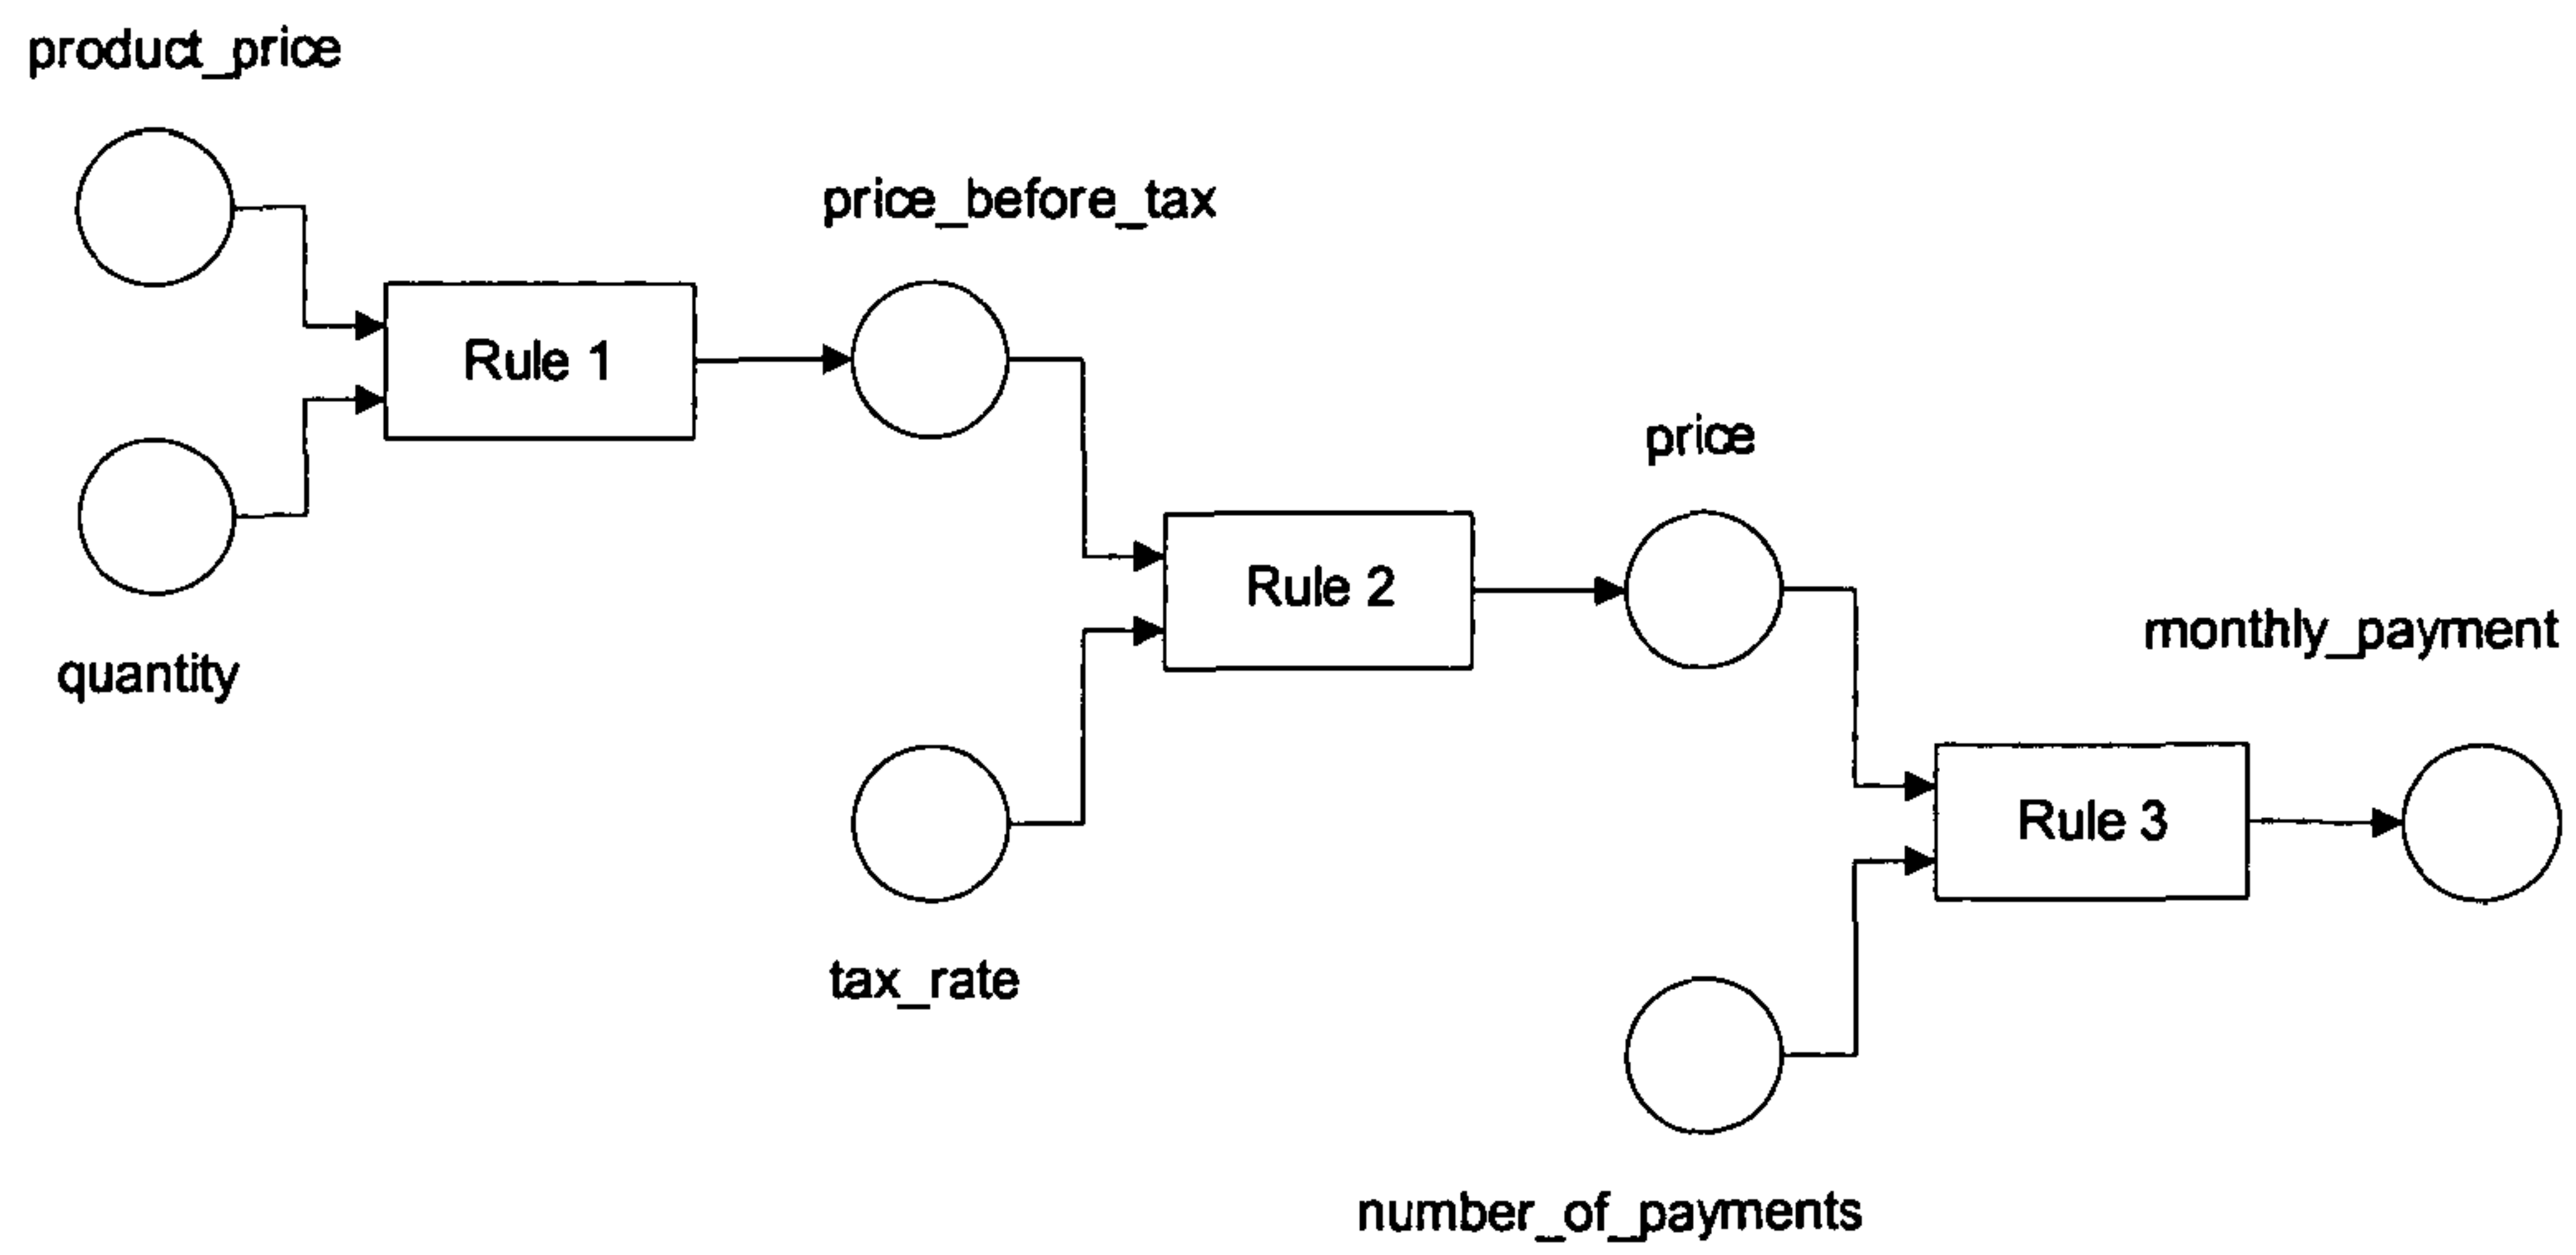 product_price
price_before_tax
Rule 1
price
Rule 2
monthly_payment
quantity
Rule 3
tax_rate
number_of_payments